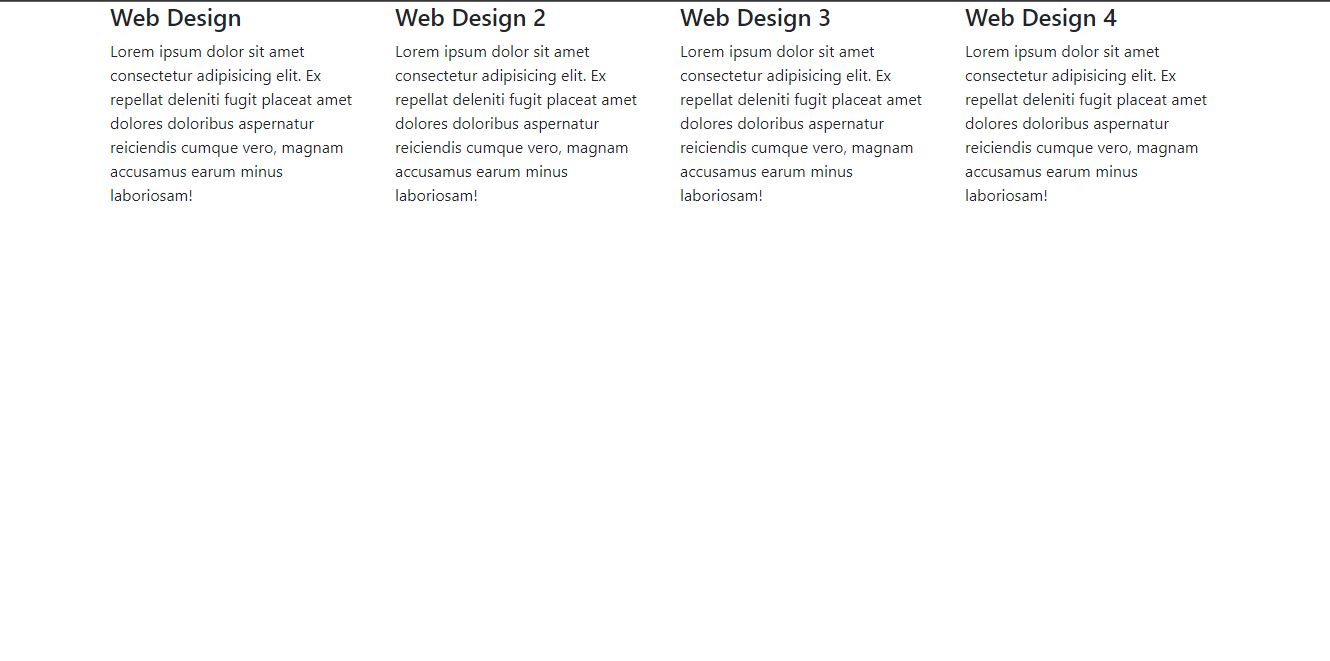 Web Design
Lorem ipsum dolor sit amet
consectetur adipisicing elit. Ex
repellat deleniti fugit placeat amet
dolores doloribus aspernatur
reiciendis cumque vero, magnam
accusamus earum minus
laboriosam!
Web Design 2
Lorem ipsum dolor sit amet
consectetur adipisicing elit. Ex
repellat deleniti fugit placeat amet
dolores doloribus aspernatur
reiciendis cumque vero, magnam
accusamus earum minus
laboriosam!
Web Design 3
Lorem ipsum dolor sit amet
consectetur adipisicing elit. Ex
repellat deleniti fugit placeat amet
dolores doloribus aspernatur
reiciendis cumque vero, magnam
accusamus earum minus
laboriosam!
Web Design 4
Lorem ipsum dolor sit amet
consectetur adipisicing elit. Ex
repellat deleniti fugit placeat amet
dolores doloribus aspernatur
reiciendis cumque vero, magnam
accusamus earum minus
laboriosam!